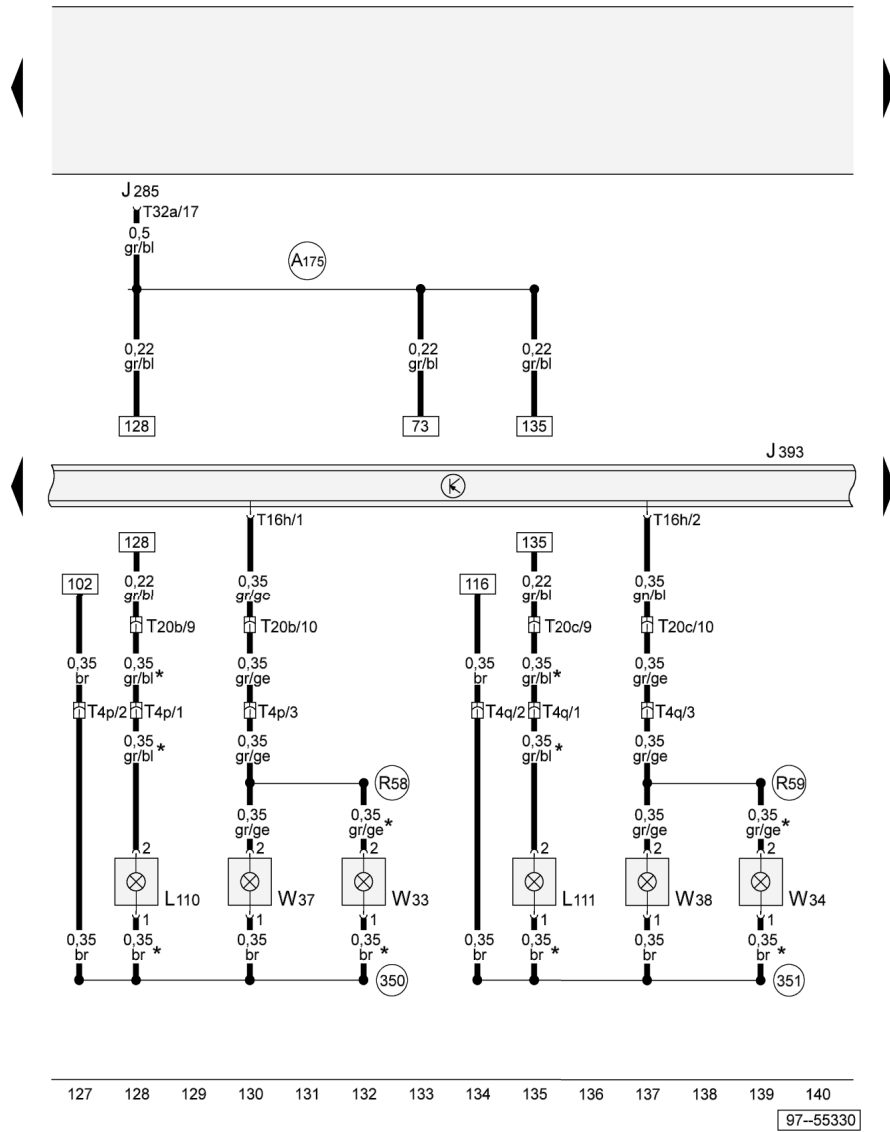 J 285
T32a/17
0,5
gr/bl
A175
0,22
gr/bl
0,22
gr/bl
0,22
gr/bl
128
73
135
J 393
T16h/1
T16h/2
128
135
102
0,22
gr/bl
0,35
116
0,22
gr/bl
0,35
T20b/9
T20b/10
T20c/9
T20c/10
0,35
br
0,35
gr/bl*
0,35
gr/ge
0,35
br
0,35
gr/bl*
0,35
gr/ge
T4p/2
T4p/1
T4p/3
T4q/2
T4q/1
T4q/3
0,35
gr/bl*
0,35
gr/ge
0,35
gr/bl*
0,35
gr/ge
R58
R59
0,35
gr/ge
0,35
gr/ge*
0,35
gr/ge
0,35
gr/ge*
2
2
2
2
2
2
L110
W37
W33
L111
W38
W34
1
1
1
1
1
1
0,35
br
0,35
br *
0,35
br
0,35
br *
0,35
br
0,35
br *
0,35
br
0,35
br *
350
351
127 128 129 130 131 132 133 134 135 136 137 138 139 140
97--55330